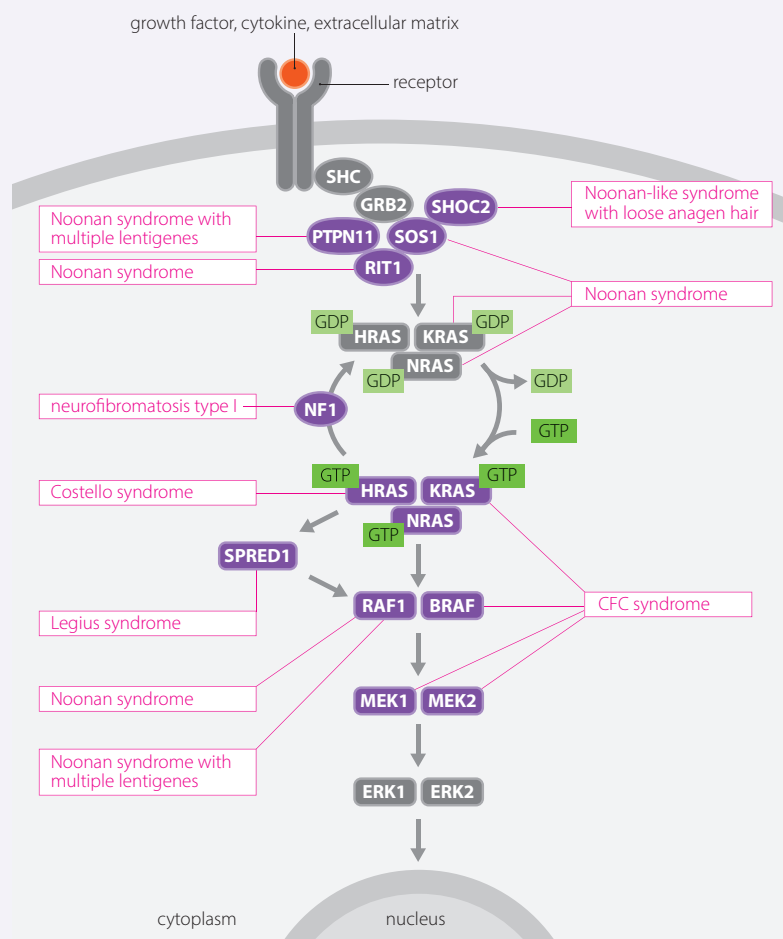 growth factor, cytokine, extracellular matrix
receptor
SHC
GRB2
SHOC2
Noonan-like syndrome
with loose anagen hair
Noonan syndrome with
multiple lentigenes
PTPN11
SOS1
Noonan syndrome
RIT1
Noonan syndrome
GDP
HRAS
KRAS
GDP
NRAS
GDP
GDP
neurofibromatosis type I
NF1
GTP
GTP
HRAS
KRAS
GTP
Costello syndrome
NRAS
GTP
SPRED1
RAF1
BRAF
CFC syndrome
Legius syndrome
Noonan syndrome
MEK1
MEK2
Noonan syndrome with
multiple lentigenes
ERK1
ERK2
cytoplasm
nucleus